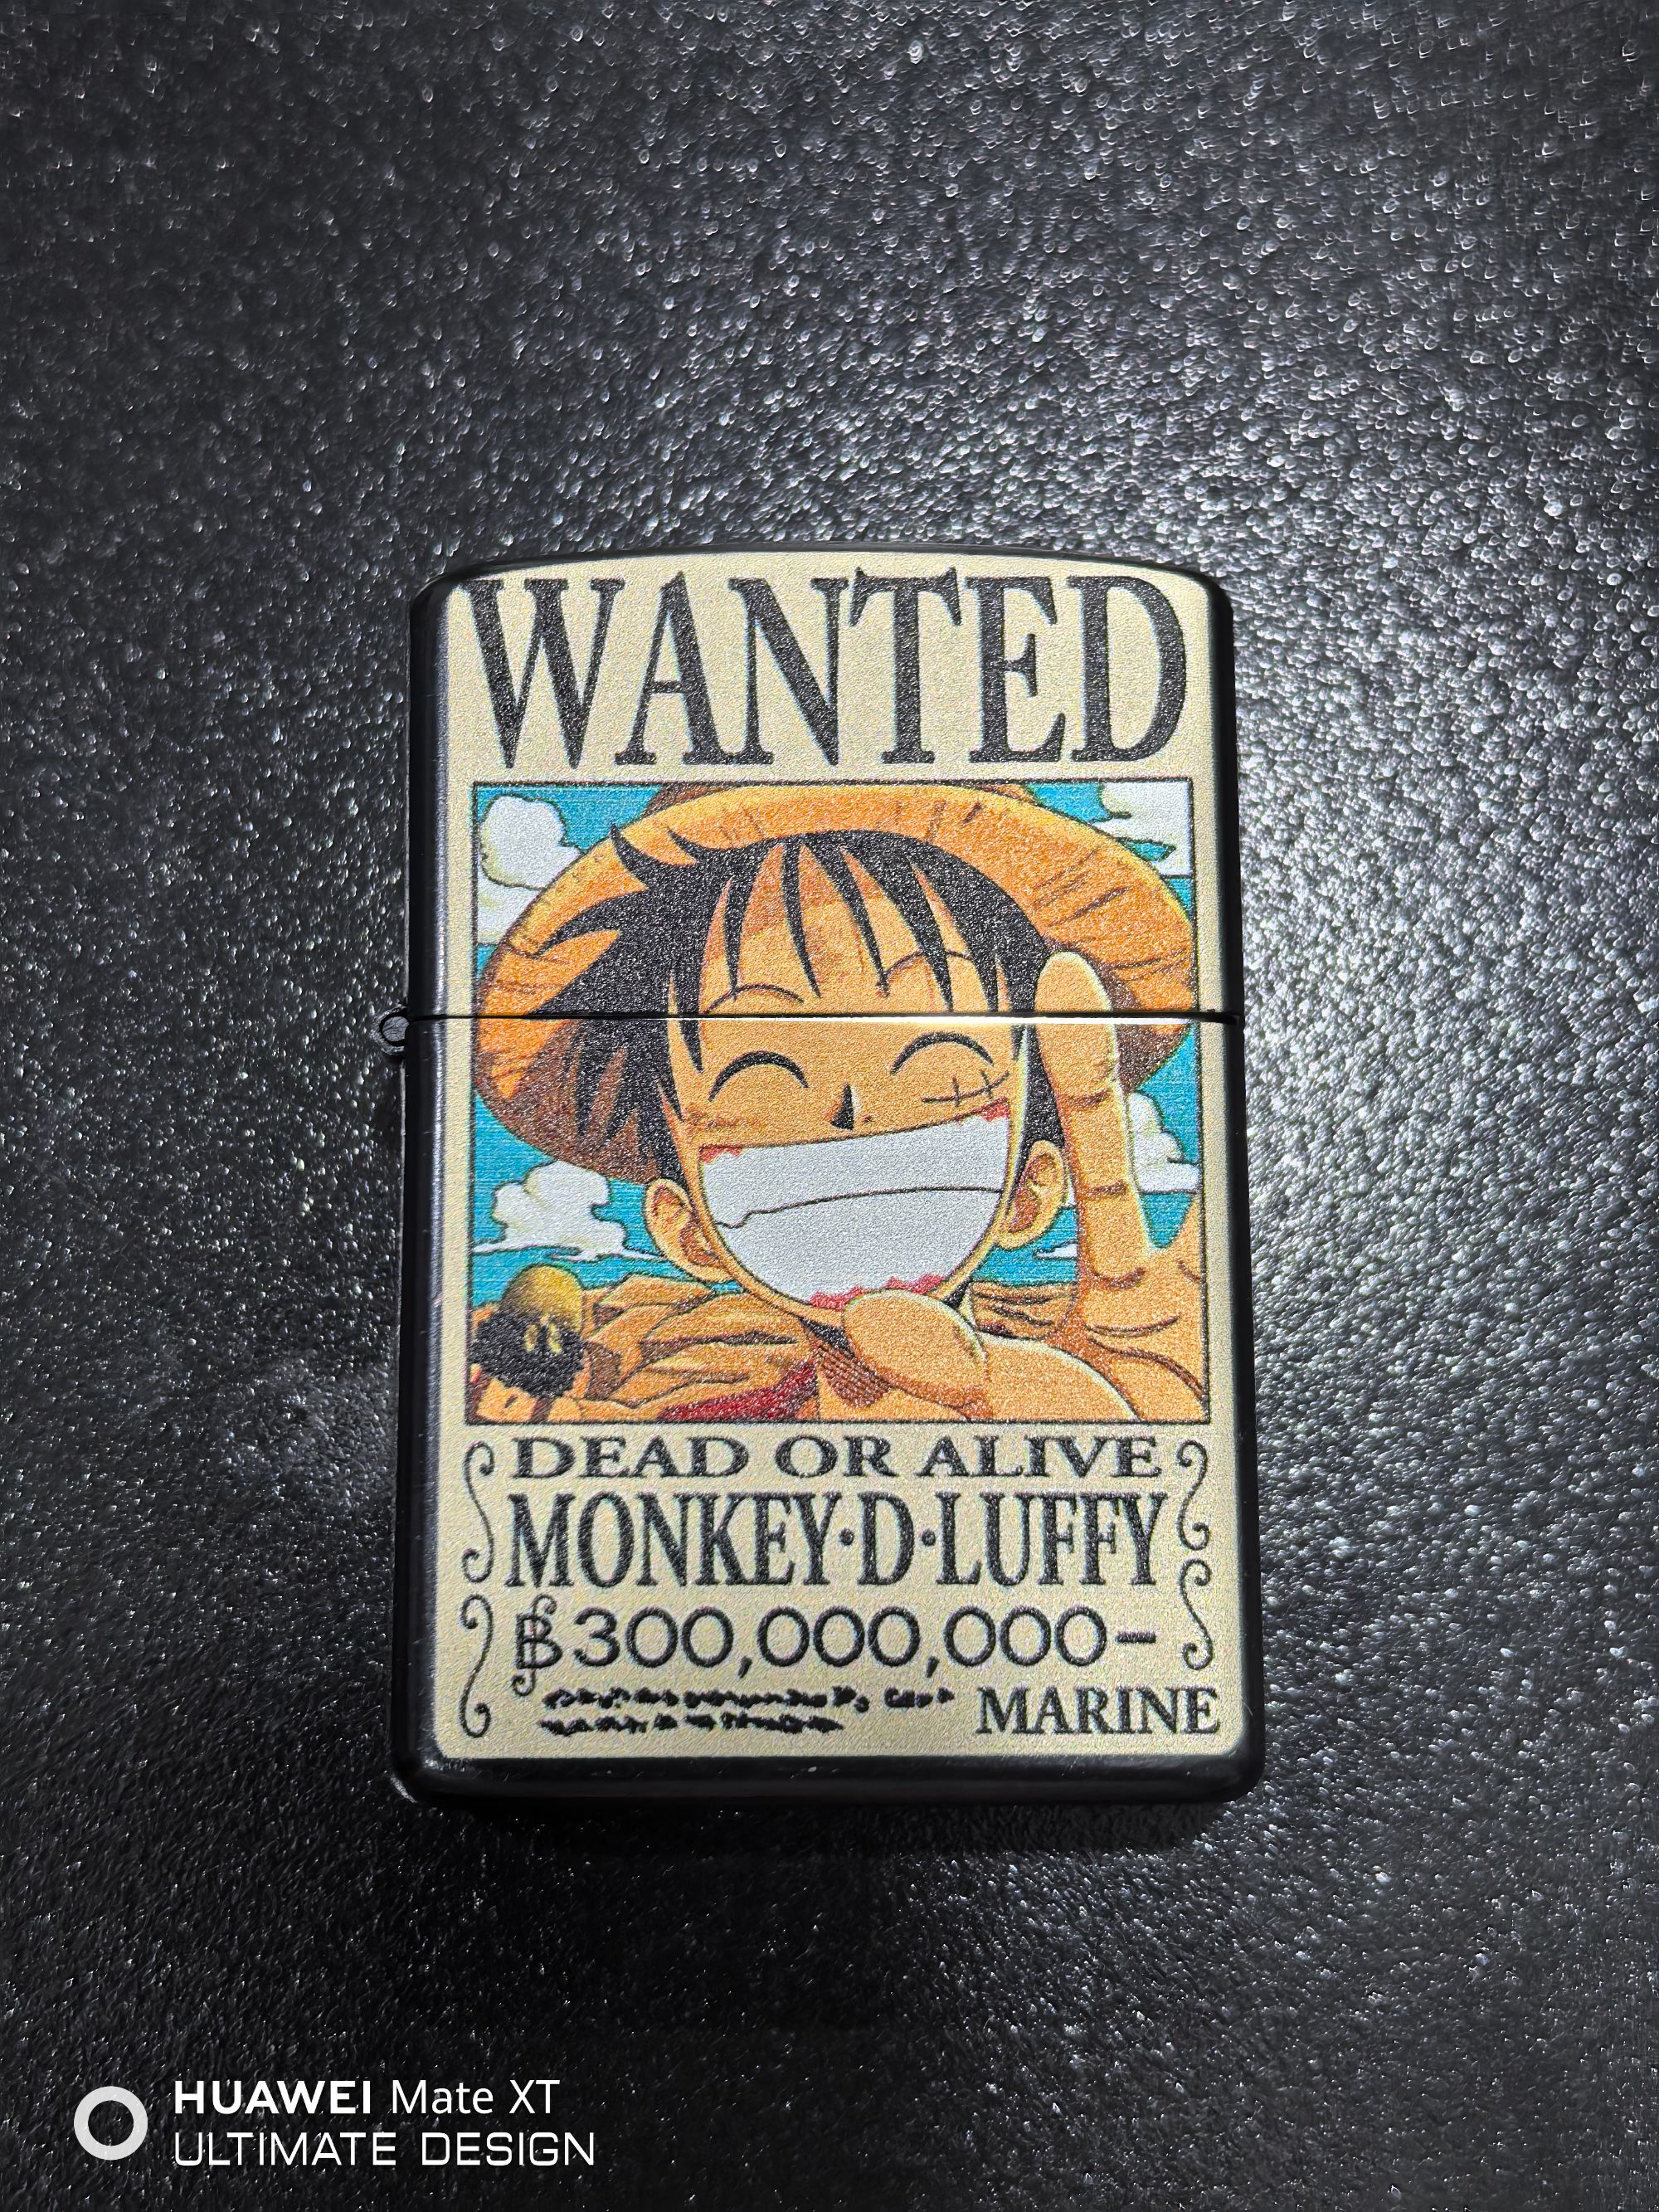 WANTED
DEAD OR ALIVE
MONKEY·D·LUFFY
฿300,000,000-
MARINE
HUAWEI Mate XT
ULTIMATE DESIGN